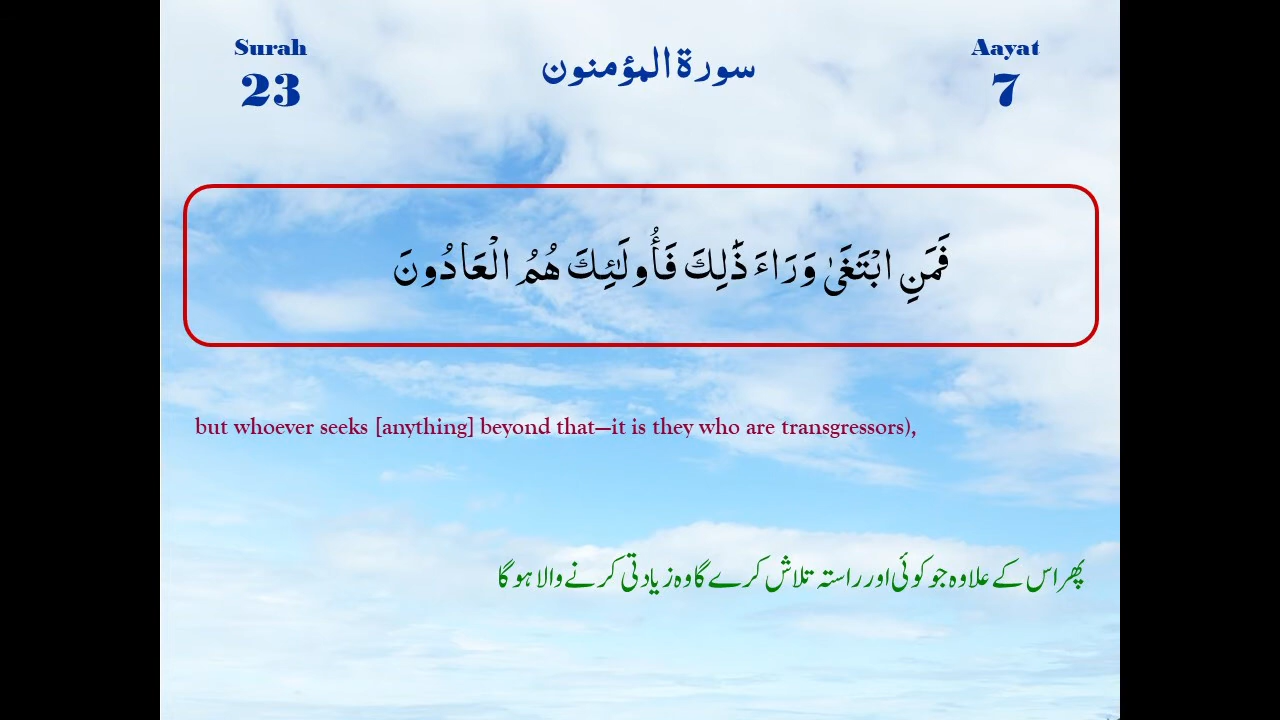 Surah
23
سورة المؤمنون
Aayat
7
فَمَنِ ابْتَغَىٰ وَرَاءَ ذَٰلِكَ فَأُولَٰئِكَ هُمُ الْعَادُونَ
but whoever seeks [anything] beyond that—it is they who are transgressors),
پھر اس کے علاوہ جو کوئی اور راستہ تلاش کرے گا وہ زیادتی کرنے والا ہو گا